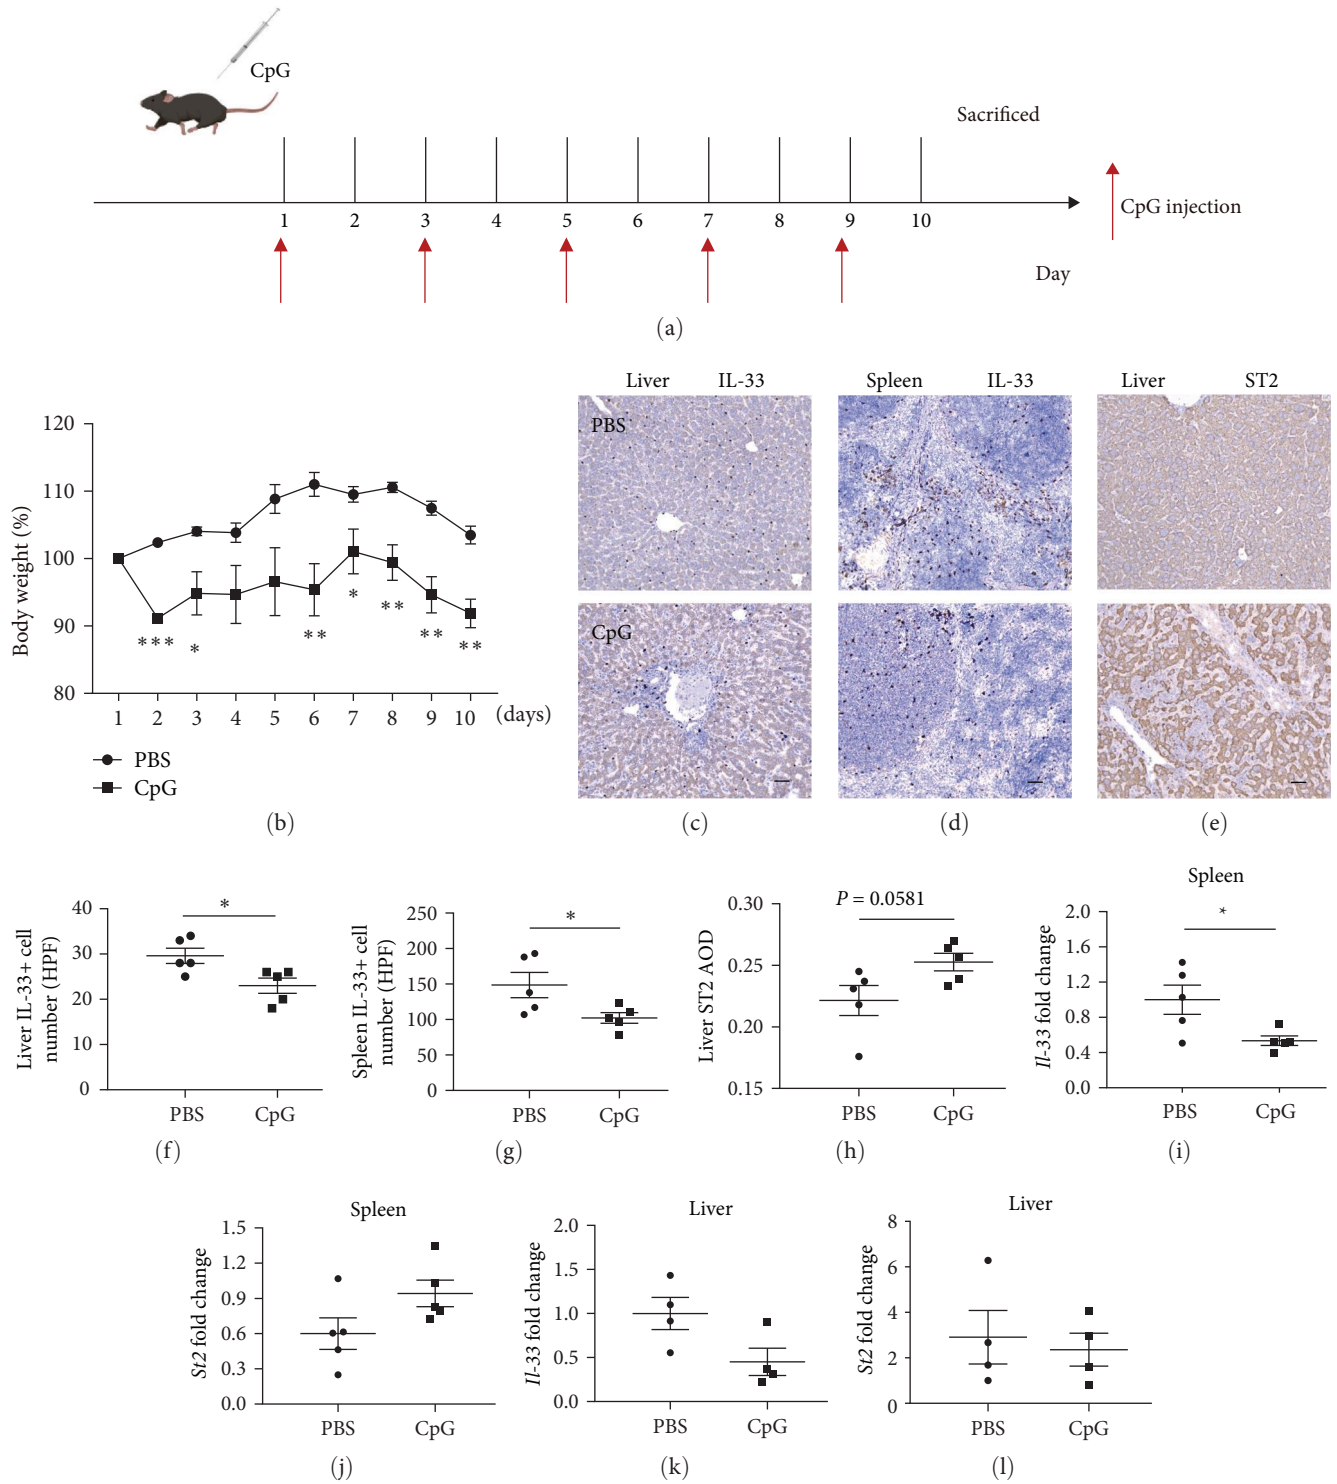 CpG
Sacrificed
1 2 3 4 5 6 7 8 9 10
CpG injection
Day
(a)
Body weight (%)
120
110
100
90
80
*** * ** * ** ** **
1 2 3 4 5 6 7 8 9 10 (days)
PBS
CpG
(b)
Liver IL-33
PBS
CpG
(c)
Spleen IL-33
(d)
Liver ST2
(e)
Liver IL-33+ cell
number (HPF)
40
30
20
10
0
*
PBS CpG
(f)
Spleen IL-33+ cell
number (HPF)
250
200
150
100
50
0
*
PBS CpG
(g)
Liver ST2 AOD
0.30
0.25
0.20
0.15
P = 0.0581
PBS CpG
(h)
Spleen
Il-33 fold change
2.0
1.6
1.2
0.8
0.4
0.0
*
PBS CpG
(i)
Spleen
St2 fold change
1.5
1.2
0.9
0.6
0.3
0.0
PBS CpG
(j)
Liver
Il-33 fold change
2.0
1.5
1.0
0.5
0.0
PBS CpG
(k)
Liver
St2 fold change
8
6
4
2
0
PBS CpG
(l)